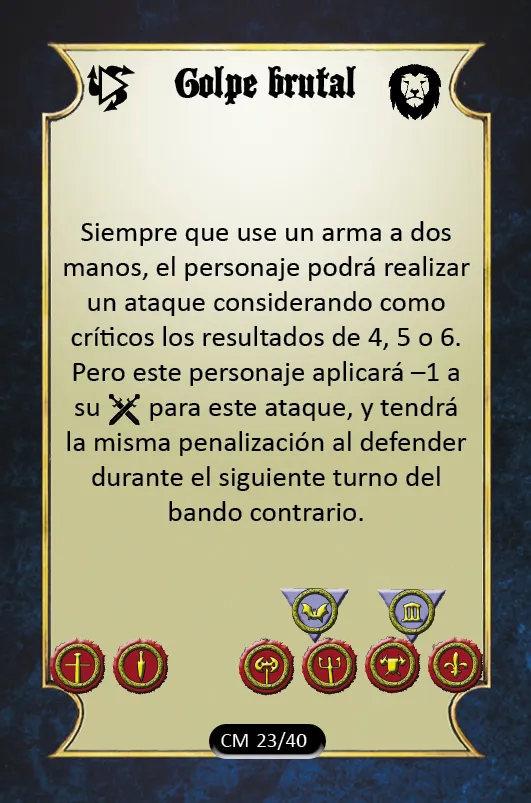 Golpe brutal
Siempre que use un arma a dos
manos, el personaje podrá realizar
un ataque considerando como
críticos los resultados de 4, 5 o 6.
Pero este personaje aplicará –1 a
su para este ataque, y tendrá
la misma penalización al defender
durante el siguiente turno del
bando contrario.
CM 23/40